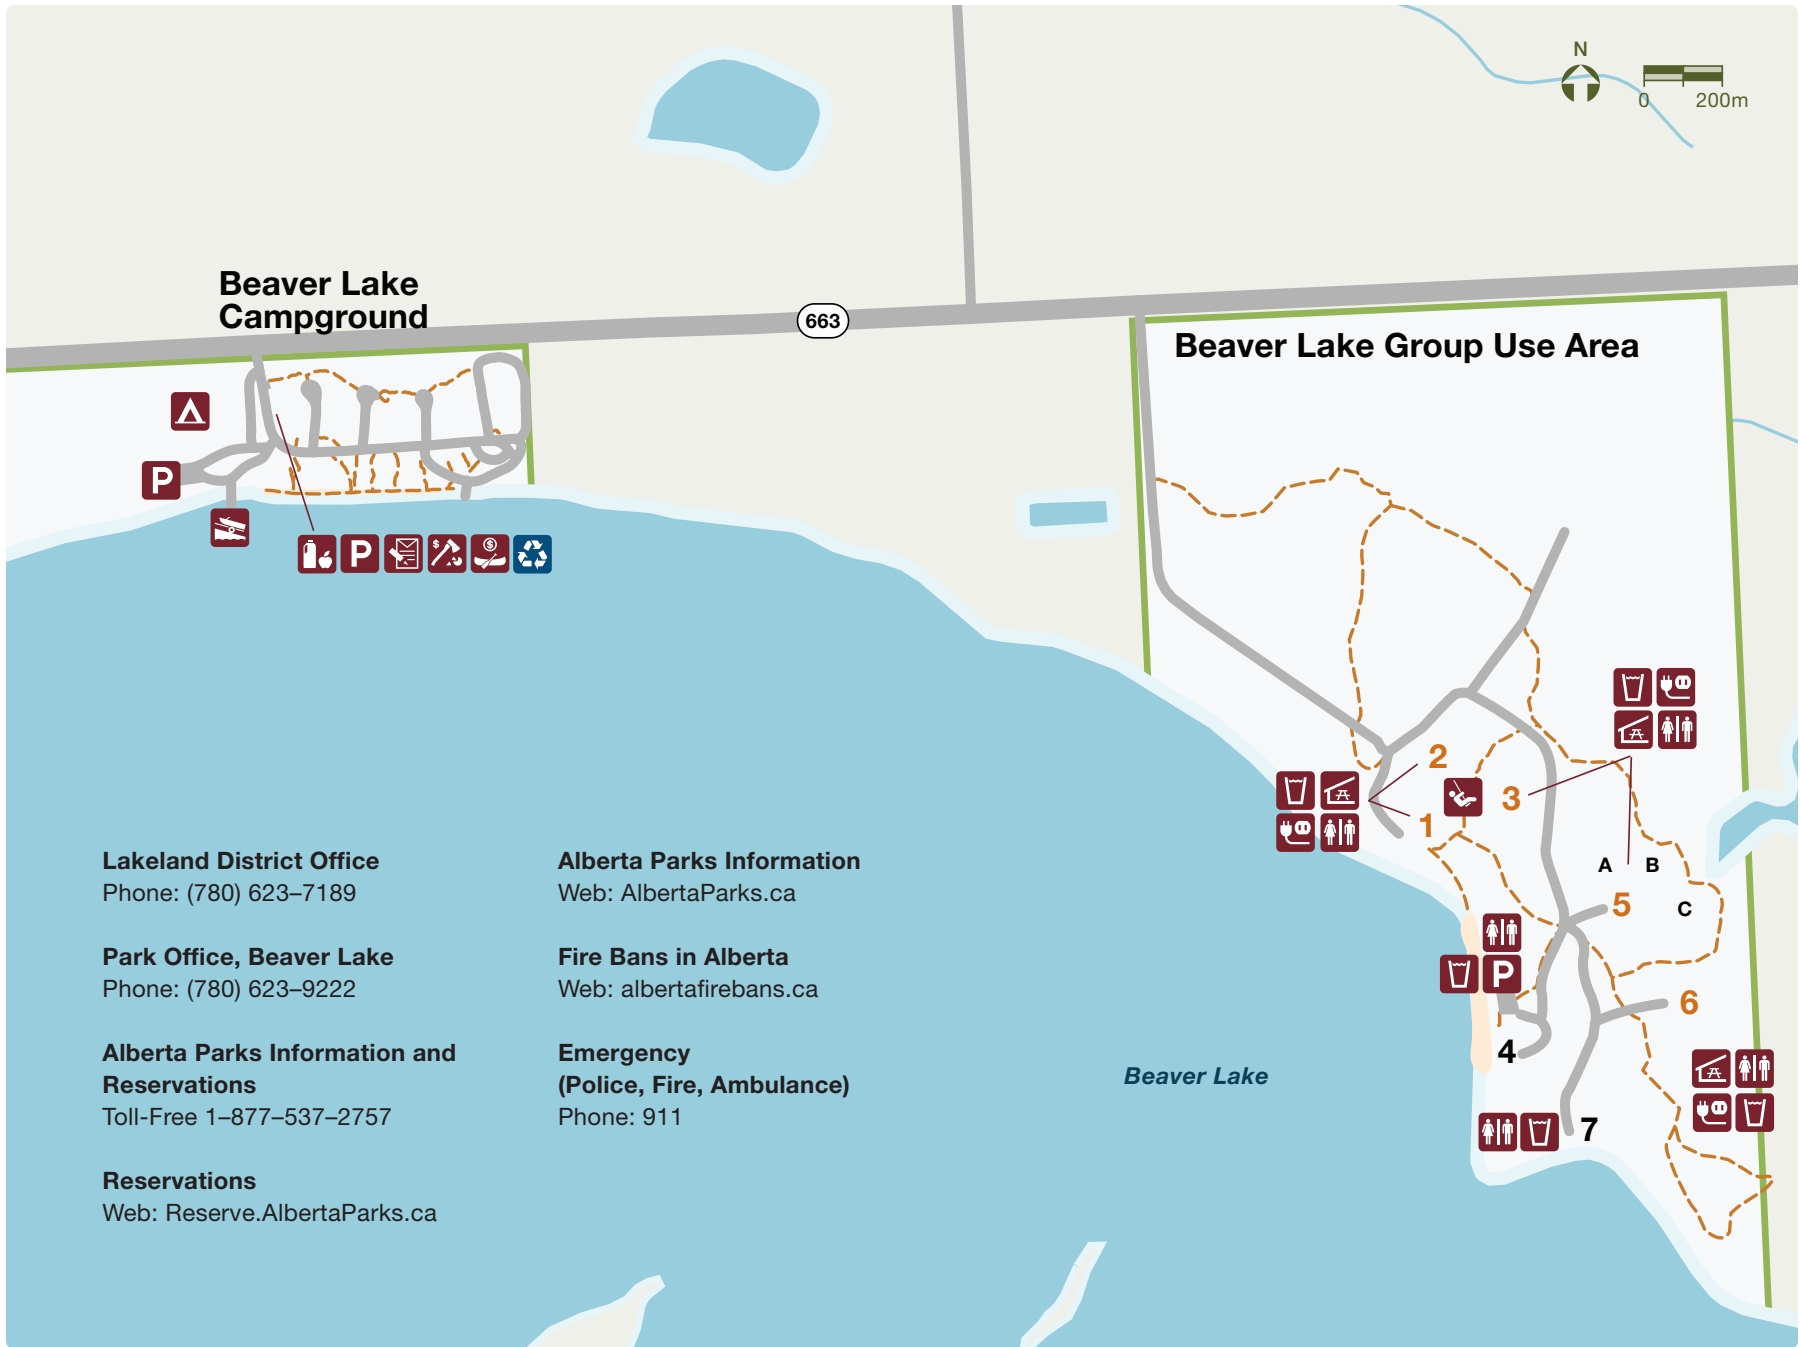 N
0 200m
Beaver Lake
Campground
663
Beaver Lake Group Use Area
P
P
$
$
2
3
1
A B
5
C
P
6
4
7
Beaver Lake
Lakeland District Office
Phone: (780) 623–7189
Park Office, Beaver Lake
Phone: (780) 623–9222
Alberta Parks Information and
Reservations
Toll-Free 1–877–537–2757
Reservations
Web: Reserve.AlbertaParks.ca
Alberta Parks Information
Web: AlbertaParks.ca
Fire Bans in Alberta
Web: albertafirebans.ca
Emergency
(Police, Fire, Ambulance)
Phone: 911